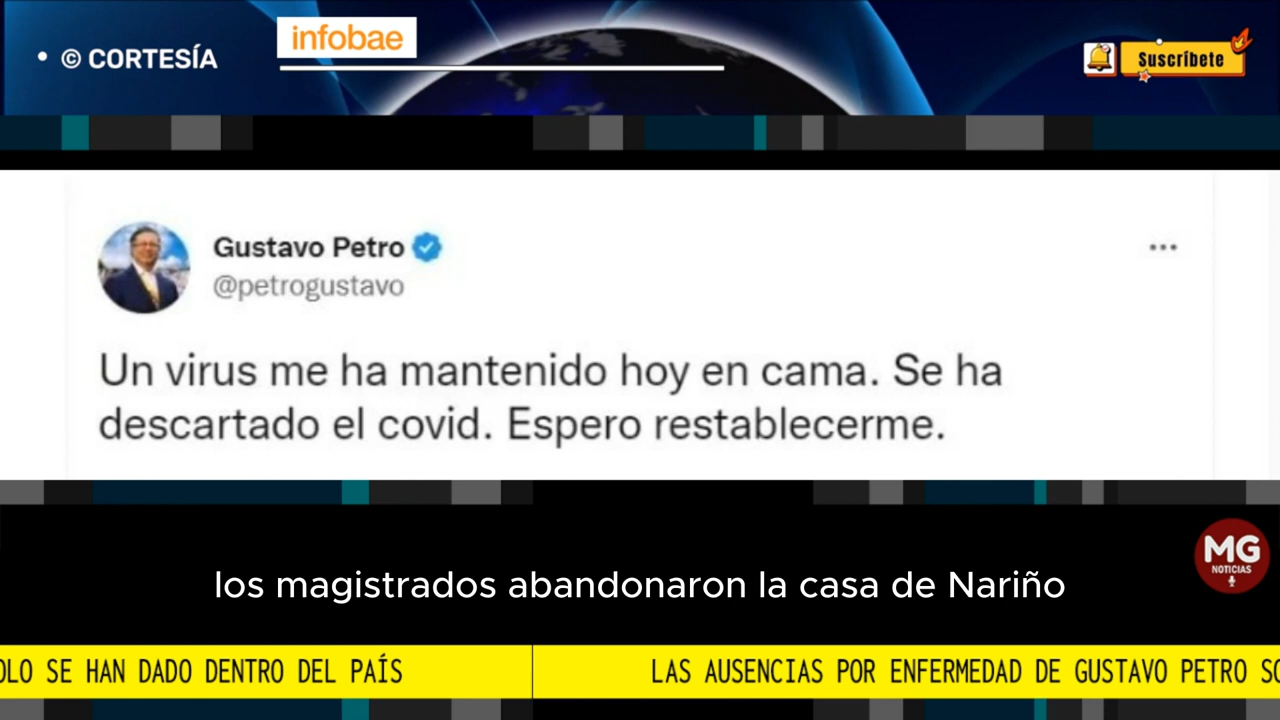 • © CORTESÍA
infobae
Suscríbete
Gustavo Petro
@petrogustavo
Un virus me ha mantenido hoy en cama. Se ha
descartado el covid. Espero restablecerme.
MG
NOTICIAS
los magistrados abandonaron la casa de Nariño
SE HAN DADO DENTRO DEL PAÍS
LAS AUSENCIAS POR ENFERMEDAD DE GUSTAVO PETRO